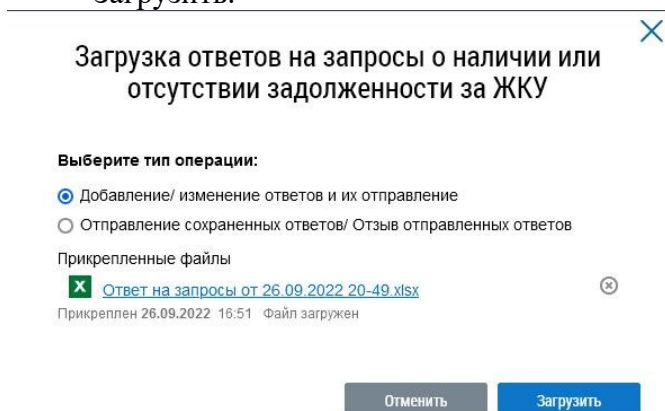 Загрузить.
Загрузка ответов на запросы о наличии или
отсутствии задолженности за ЖКУ
Выберите тип операции:
Добавление/ изменение ответов и их отправление
Отправление сохраненных ответов/ Отзыв отправленных ответов
Прикрепленные файлы
X Ответ на запросы от 26.09.2022 20-49.xlsx
Прикреплен 26.09.2022 16:51 Файл загружен
Отменить Загрузить